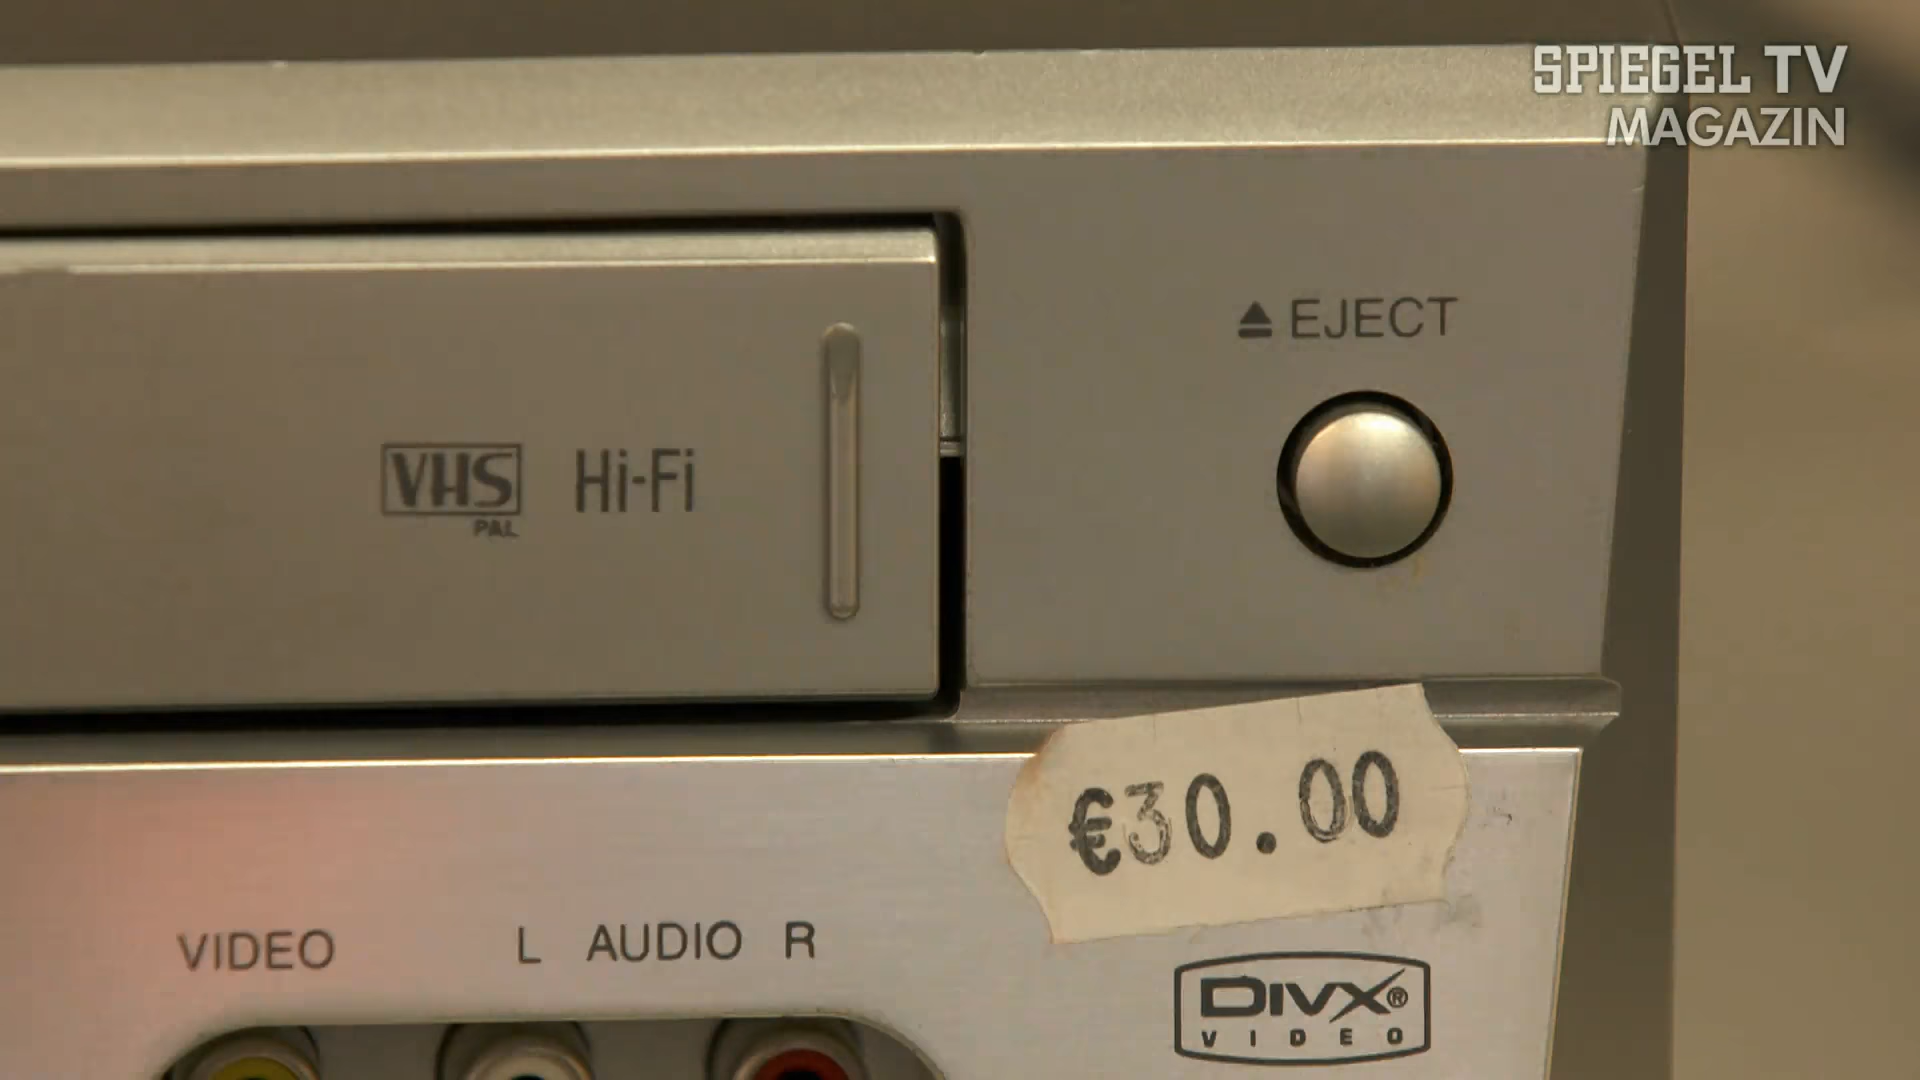 SPIEGEL TV
MAGAZIN
EJECT
VHS Hi-Fi
PAL
€30.00
VIDEO L AUDIO R
DIVX®
VIDEO